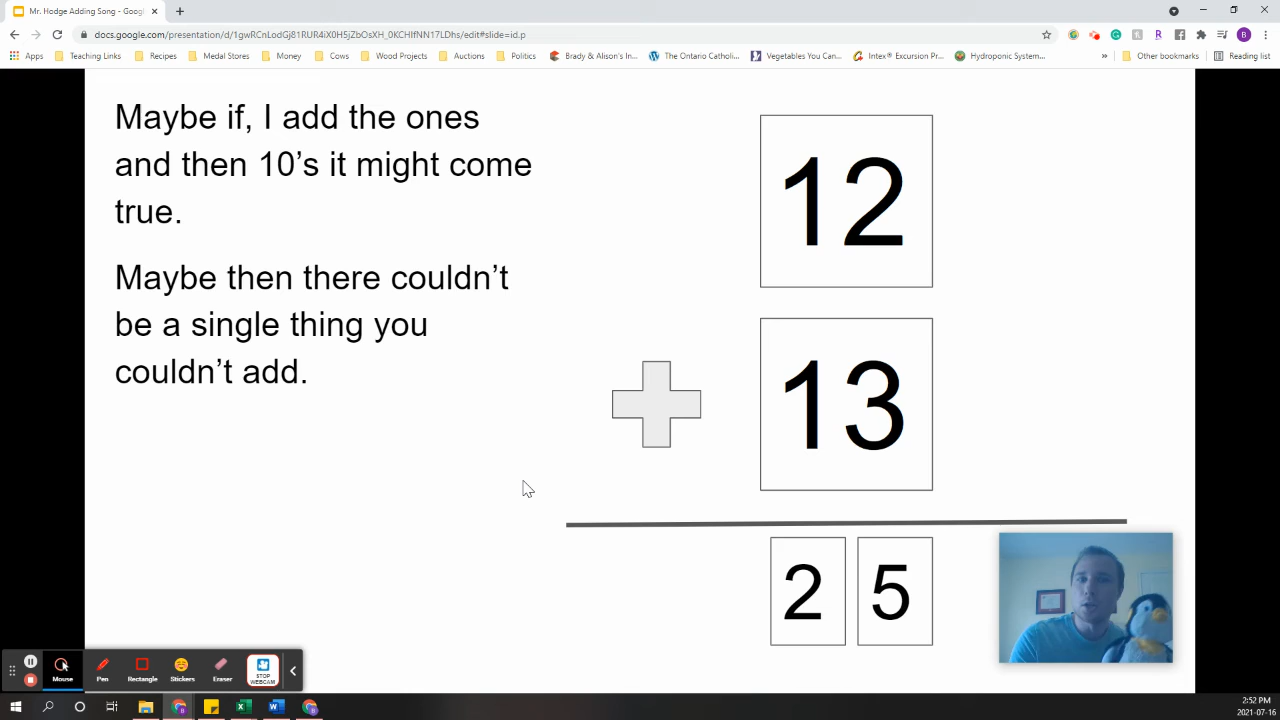 Mr. Hodge Adding Song - Googl
docs.google.com/presentation/d/1gwRCnLodGj81RUR4iX0H5jZbOsXH_0KCHIfNN17LDhs/edit#slide=id.p
Apps Teaching Links Recipes Medal Stores Money Cows Wood Projects Auctions Politics Brady & Alison's In... The Ontario Catholi... Vegetables You Can... Intex® Excursion Pr... Hydroponic System... » Other bookmarks Reading list
Maybe if, I add the ones
and then 10's it might come
true.
Maybe then there couldn't
be a single thing you
couldn't add.
12
13
2 5
Mouse Pen Rectangle Stickers Eraser STOP WEBCAM
2:52 PM
2021-07-16